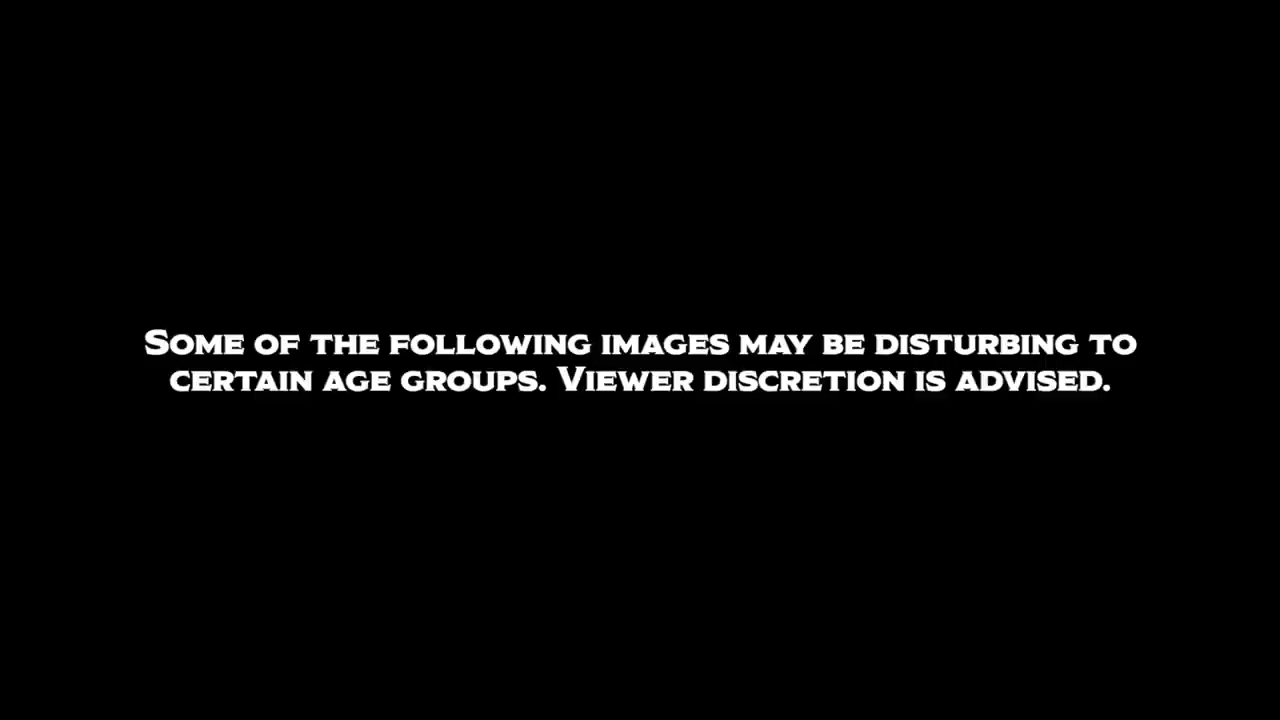 Some of the following images may be disturbing to
certain age groups. Viewer discretion is advised.